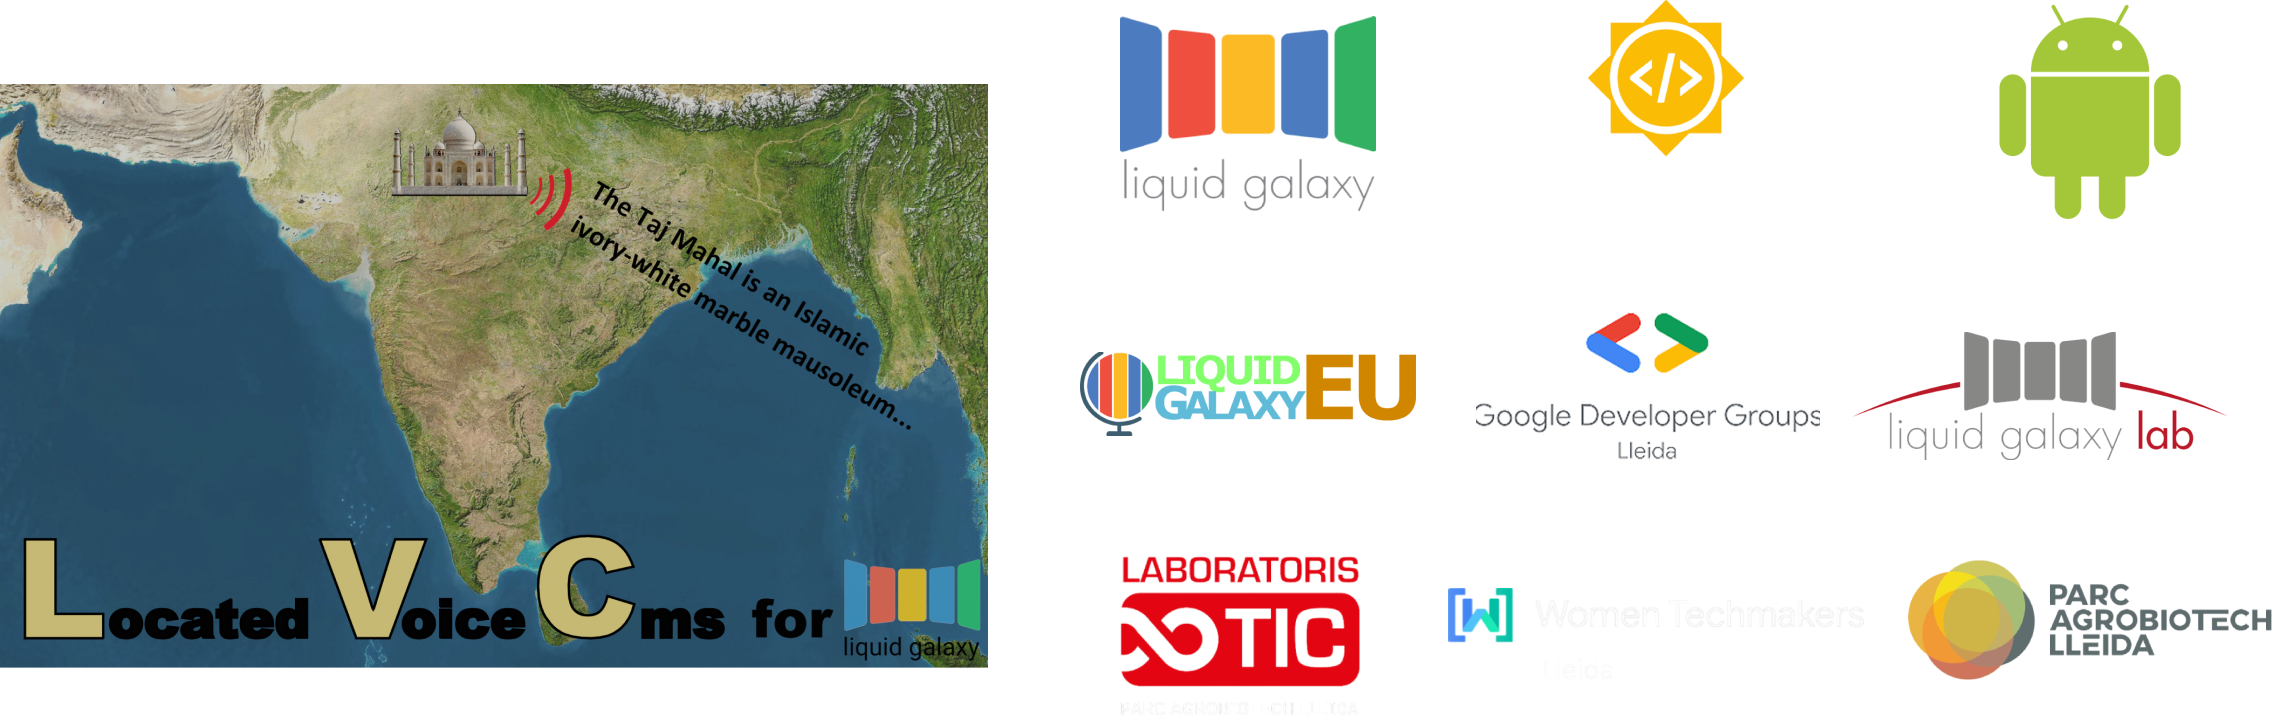 The Taj Mahal is an Islamic
ivory-white marble mausoleum...
Located Voice Cms for
liquid galaxy
liquid galaxy
LIQUID
GALAXY EU
Google Developer Groups
Lleida
liquid galaxy lab
LABORATORIS
TIC
Women Techmakers
Lleida
PARC
AGROBIOTECH
LLEIDA